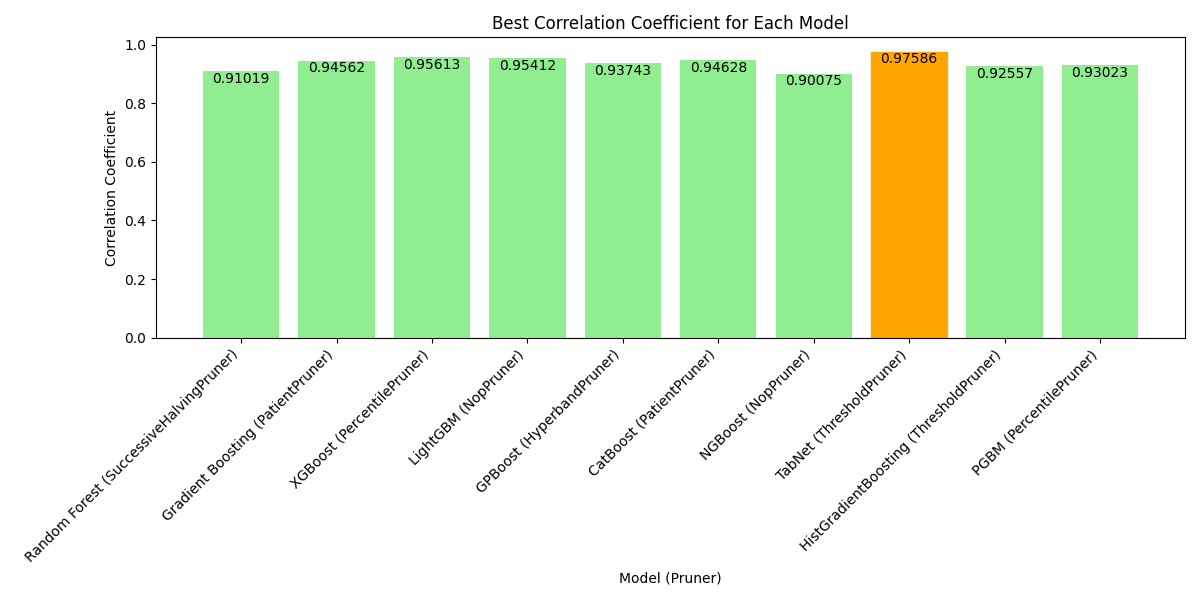 Best Correlation Coefficient for Each Model
Correlation Coefficient
1.0
0.8
0.6
0.4
0.2
0.0
0.91019
0.94562
0.95613
0.95412
0.93743
0.94628
0.90075
0.97586
0.92557
0.93023
Random Forest (SuccessiveHalvingPruner)
Gradient Boosting (PatientPruner)
XGBoost (PercentilePruner)
LightGBM (NopPruner)
GPBoost (HyperbandPruner)
CatBoost (PatientPruner)
NGBoost (NopPruner)
TabNet (ThresholdPruner)
HistGradientBoosting (ThresholdPruner)
PGBM (PercentilePruner)
Model (Pruner)